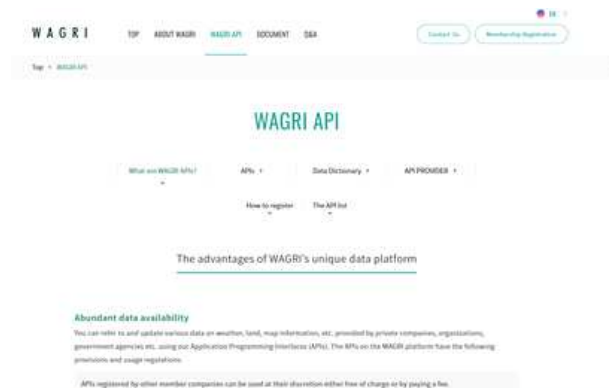 EN
WAGRI
TOP ABOUT WAGRI WAGRI API DOCUMENT Q&A
Contact Us Membership Registration
Top WAGRI API
WAGRI API
What are WAGRI APIs? APIs Data Dictionary API PROVIDER
How to register The API list
The advantages of WAGRI's unique data platform
Abundant data availability
You can refer to and update various data on weather, land, map information, etc. provided by private companies, organizations,
government agencies etc. using our Application Programming Interfaces (APIs). The APIs on the WAGRI platform have the following
provisions and usage regulations.
APIs registered by other member companies can be used at their discretion either free of charge or by paying a fee.